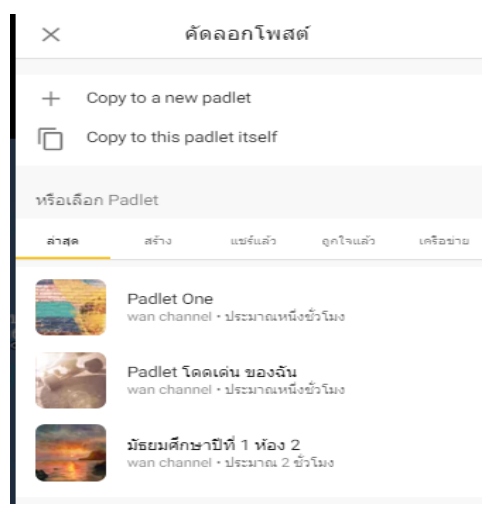 คัดลอกโพสต์
Copy to a new padlet
Copy to this padlet itself
หรือเลือก Padlet
ล่าสุด สร้าง แชร์แล้ว ถูกใจแล้ว เครือข่าย
Padlet One
wan channel • ประมาณหนึ่งชั่วโมง
Padlet โดดเด่น ของฉัน
wan channel • ประมาณหนึ่งชั่วโมง
มัธยมศึกษาปีที่ 1 ห้อง 2
wan channel • ประมาณ 2 ชั่วโมง